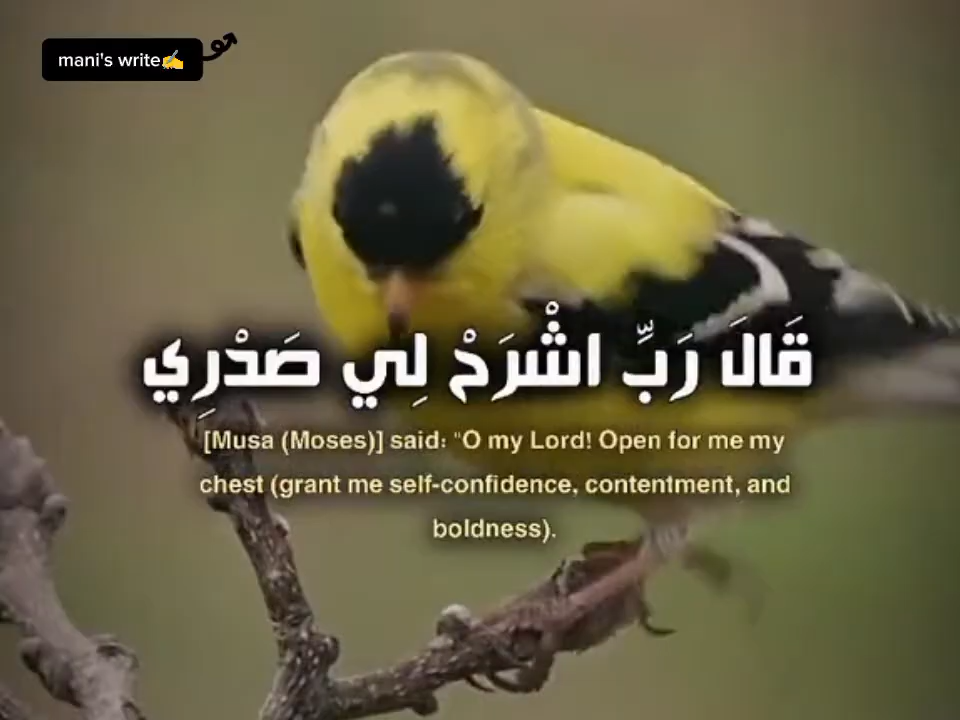 mani's write✍️
قَالَ رَبِّ اشْرَحْ لِي صَدْرِي
[Musa (Moses)] said: "O my Lord! Open for me my
chest (grant me self-confidence, contentment, and
boldness).